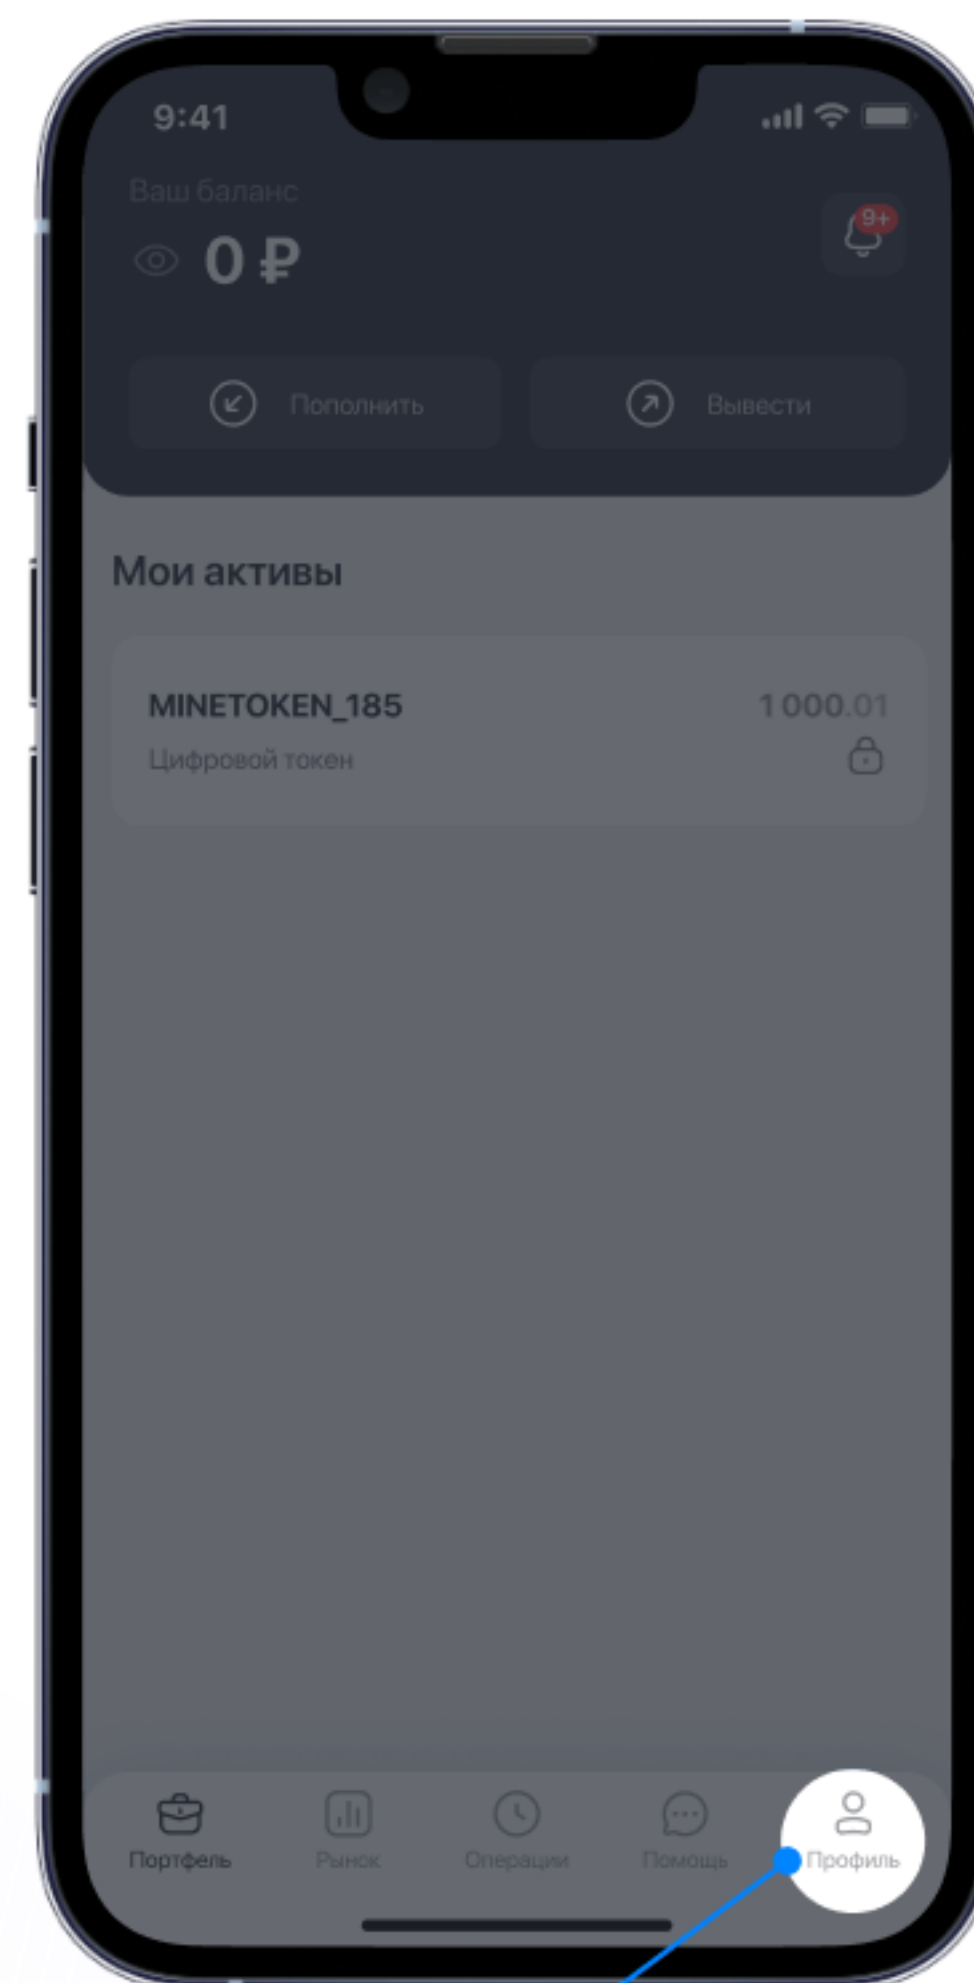 9:41
Ваш баланс
9+
0 ₽
Пополнить
Вывести
Мои активы
MINETOKEN_185
1 000.01
Цифровой токен
Портфель
Рынок
Операции
Помощь
Профиль